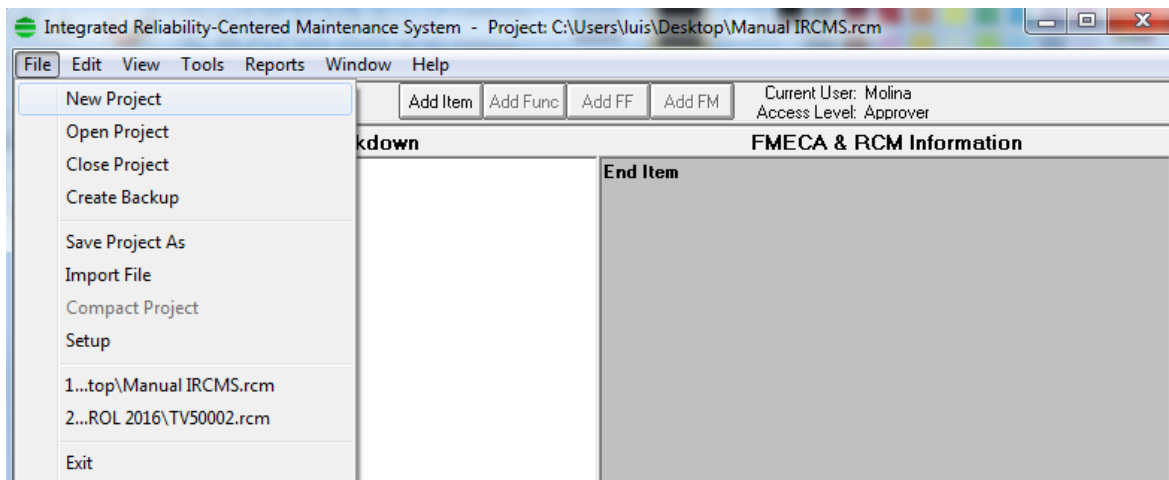 Integrated Reliability-Centered Maintenance System - Project: C:\Users\luis\Desktop\Manual IRCMS.rcm
File Edit View Tools Reports Window Help
New Project
Open Project
Close Project
Create Backup
Save Project As
Import File
Compact Project
Setup
1...top\Manual IRCMS.rcm
2...ROL 2016\TV50002.rcm
Exit
Add Item Add Func Add FF Add FM
Current User: Molina
Access Level: Approver
kdown
FMECA & RCM Information
End Item